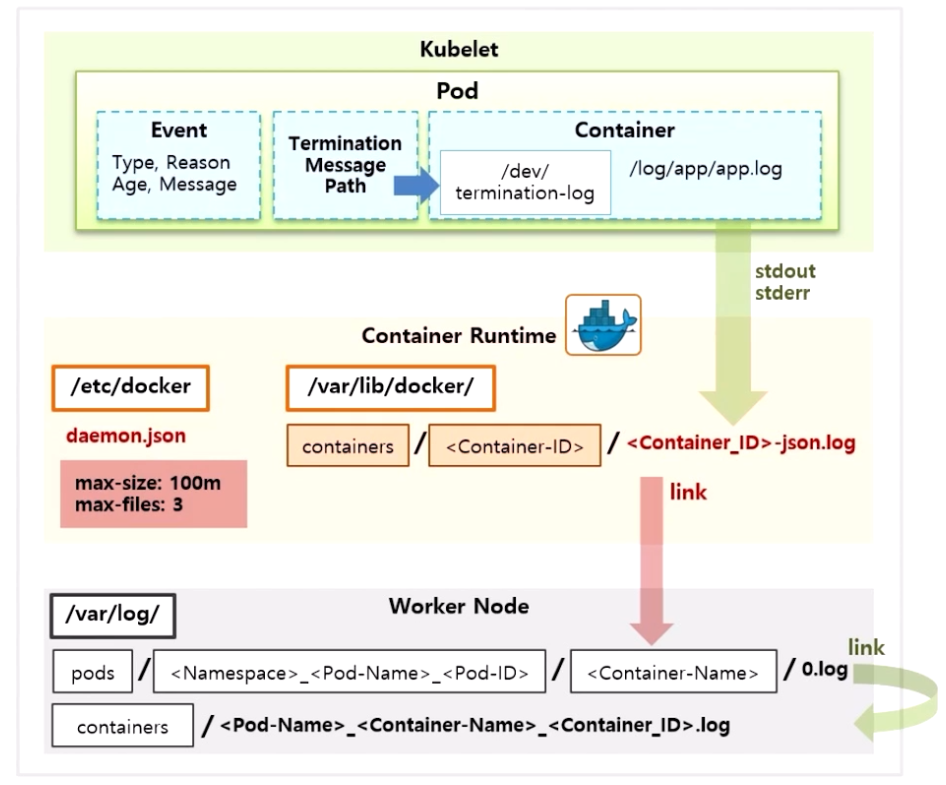 Kubelet
Pod
Event
Type, Reason
Age, Message
Termination
Message
Path
Container
/dev/
termination-log
/log/app/app.log
stdout
stderr
Container Runtime
/etc/docker
daemon.json
max-size: 100m
max-files: 3
/var/lib/docker/
containers / <Container-ID> / <Container_ID>-json.log
link
/var/log/
Worker Node
pods / <Namespace>_<Pod-Name>_<Pod-ID> / <Container-Name> / 0.log
link
containers / <Pod-Name>_<Container-Name>_<Container_ID>.log